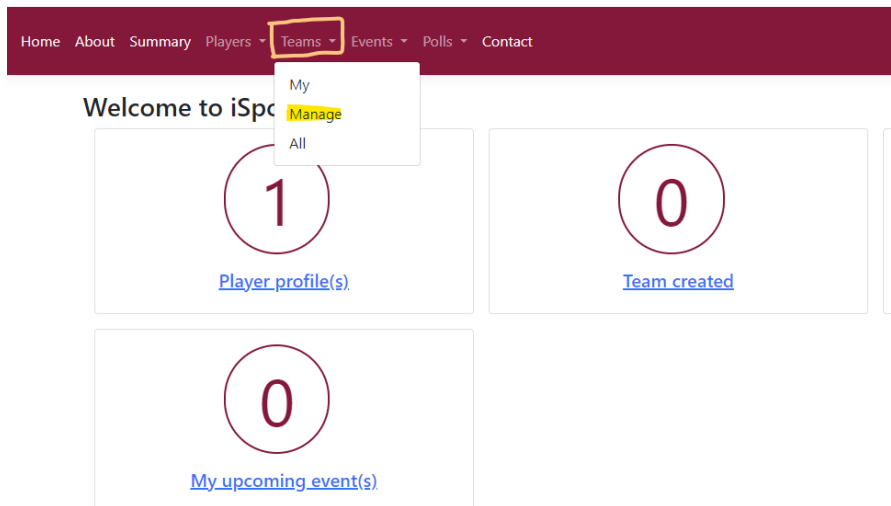 Home About Summary Players Teams Events Polls Contact
My
Manage
All
Welcome to iSpo
1
Player profile(s)
0
Team created
0
My upcoming event(s)